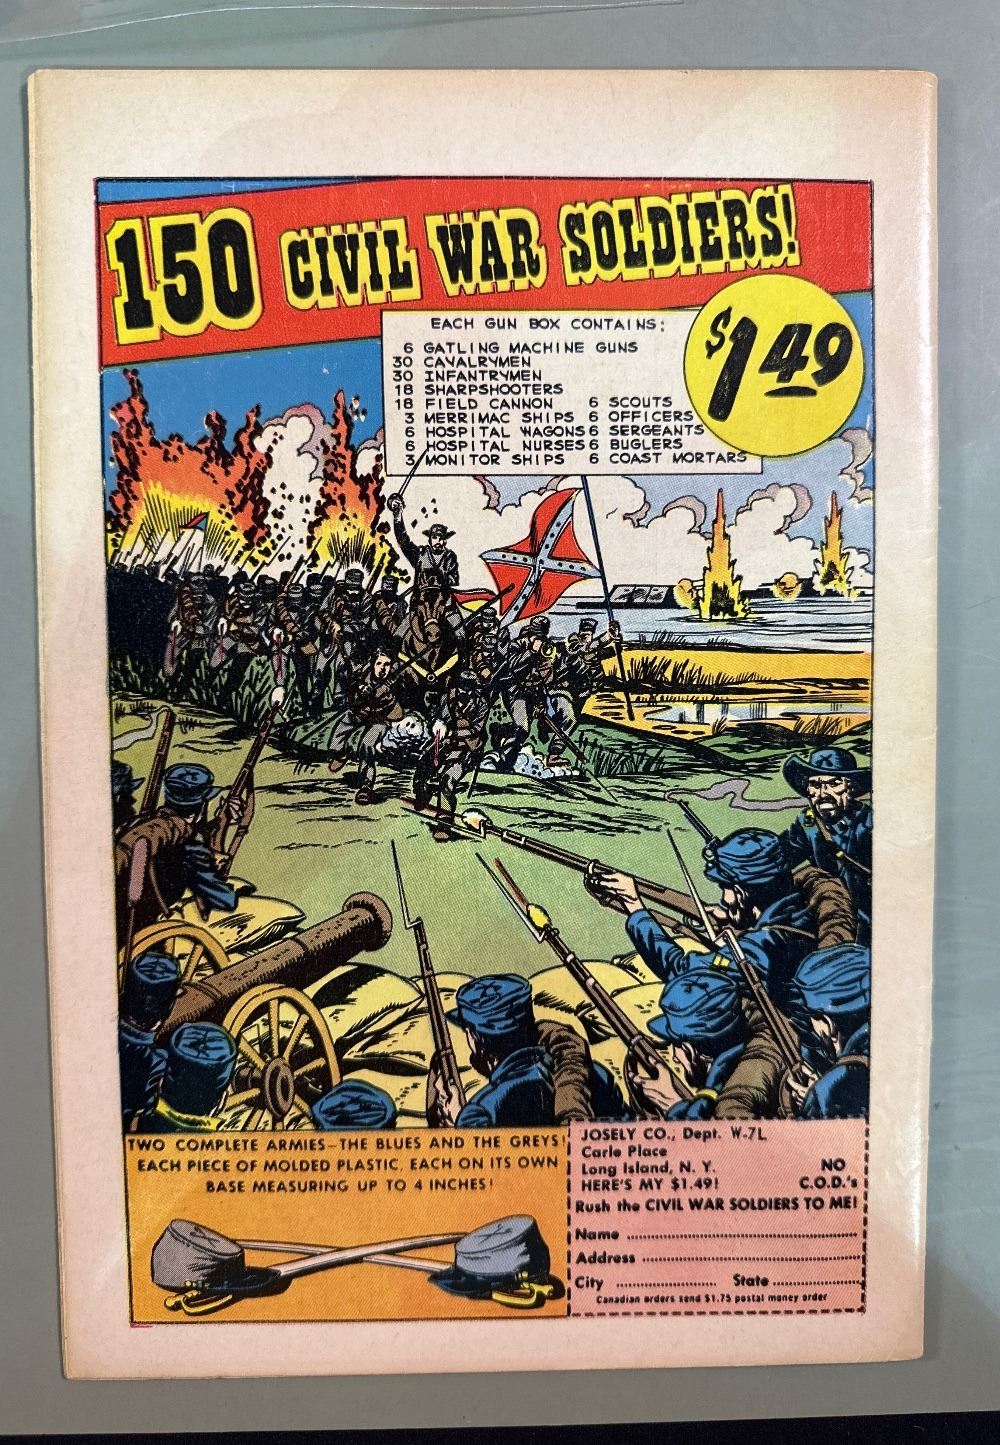 150 CIVIL WAR SOLDIERS!
$1.49
EACH GUN BOX CONTAINS:
6 GATLING MACHINE GUNS
30 CAVALRYMEN
30 INFANTRYMEN
18 SHARPSHOOTERS
18 FIELD CANNON 6 SCOUTS
3 MERRIMAC SHIPS 6 OFFICERS
6 HOSPITAL WAGONS 6 SERGEANTS
6 HOSPITAL NURSES 6 BUGLERS
3 MONITOR SHIPS 6 COAST MORTARS
TWO COMPLETE ARMIES—THE BLUES AND THE GREYS!
EACH PIECE OF MOLDED PLASTIC, EACH ON ITS OWN
BASE MEASURING UP TO 4 INCHES!
JOSELY CO., Dept. W-7L
Carle Place
Long Island, N. Y. NO
HERE'S MY $1.49! C.O.D.'s
Rush the CIVIL WAR SOLDIERS TO ME!
Name
Address
City State
Canadian orders send $1.75 postal money order